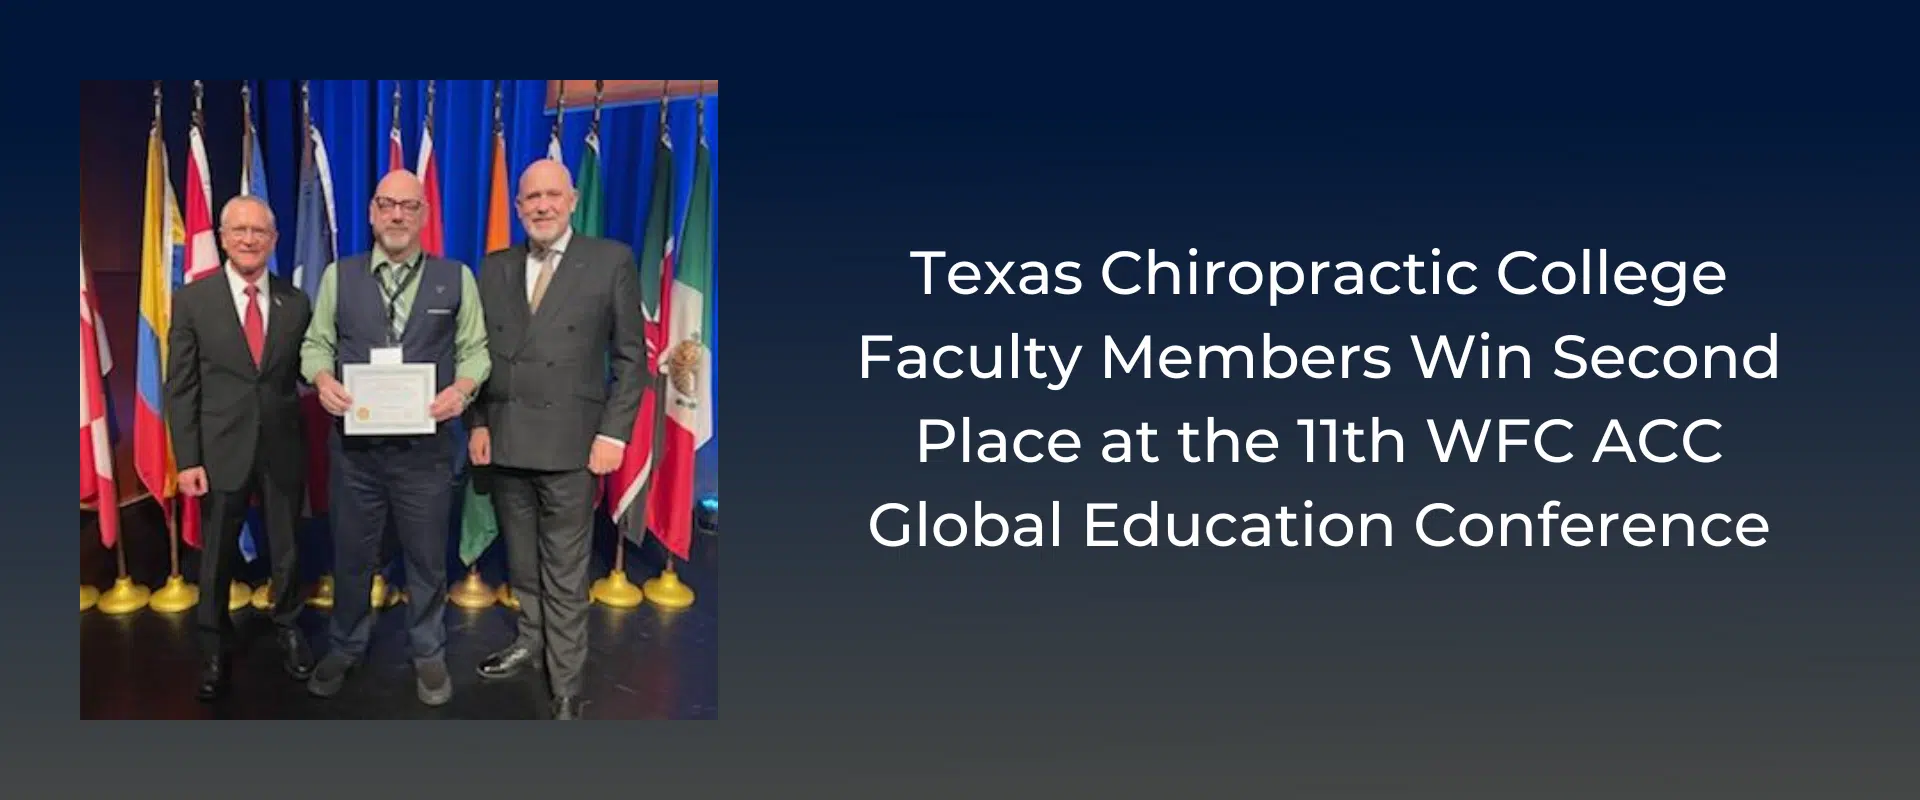 Texas Chiropractic College
Faculty Members Win Second
Place at the 11th WFC ACC
Global Education Conference